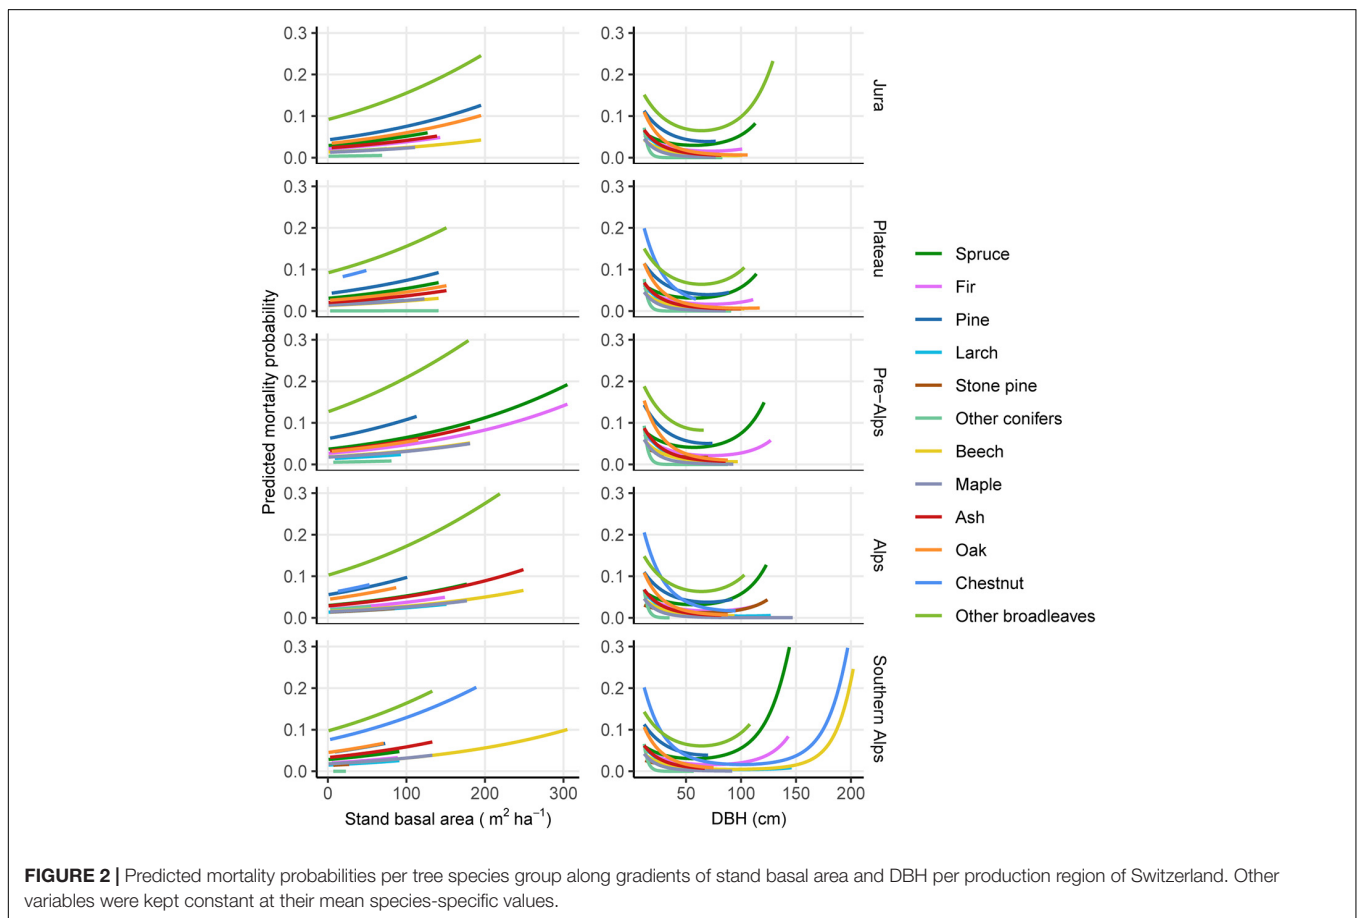 0.3
0.2
0.1
0.0
Jura
0.3
0.2
0.1
0.0
0.3
0.2
0.1
0.0
Plateau
0.3
0.2
0.1
0.0
0.3
0.2
0.1
0.0
Pre–Alps
0.3
0.2
0.1
0.0
0.3
0.2
0.1
0.0
Alps
0.3
0.2
0.1
0.0
0.3
0.2
0.1
0.0
Southern Alps
0.3
0.2
0.1
0.0
Predicted mortality probability
0 100 200 300
50 100 150 200
Stand basal area ( m² ha⁻¹)
DBH (cm)
Spruce
Fir
Pine
Larch
Stone pine
Other conifers
Beech
Maple
Ash
Oak
Chestnut
Other broadleaves
FIGURE 2 | Predicted mortality probabilities per tree species group along gradients of stand basal area and DBH per production region of Switzerland. Other
variables were kept constant at their mean species-specific values.